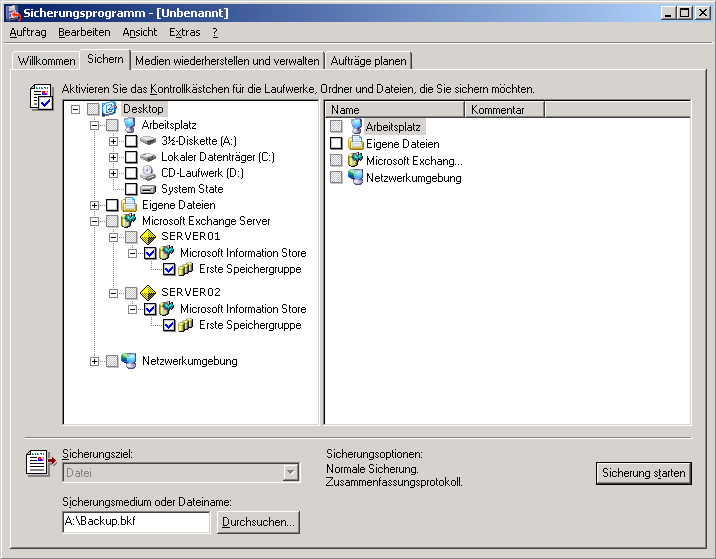 Sicherungsprogramm - [Unbenannt]
Auftrag Bearbeiten Ansicht Extras ?
Willkommen Sichern Medien wiederherstellen und verwalten Aufträge planen
Aktivieren Sie das Kontrollkästchen für die Laufwerke, Ordner und Dateien, die Sie sichern möchten.
Desktop
Arbeitsplatz
3½-Diskette (A:)
Lokaler Datenträger (C:)
CD-Laufwerk (D:)
System State
Eigene Dateien
Microsoft Exchange Server
SERVER01
Microsoft Information Store
Erste Speichergruppe
SERVER02
Microsoft Information Store
Erste Speichergruppe
Netzwerkumgebung
Name Kommentar
Arbeitsplatz
Eigene Dateien
Microsoft Exchang...
Netzwerkumgebung
Sicherungsziel:
Datei
Sicherungsmedium oder Dateiname:
A:\Backup.bkf Durchsuchen...
Sicherungsoptionen:
Normale Sicherung.
Zusammenfassungsprotokoll.
Sicherung starten